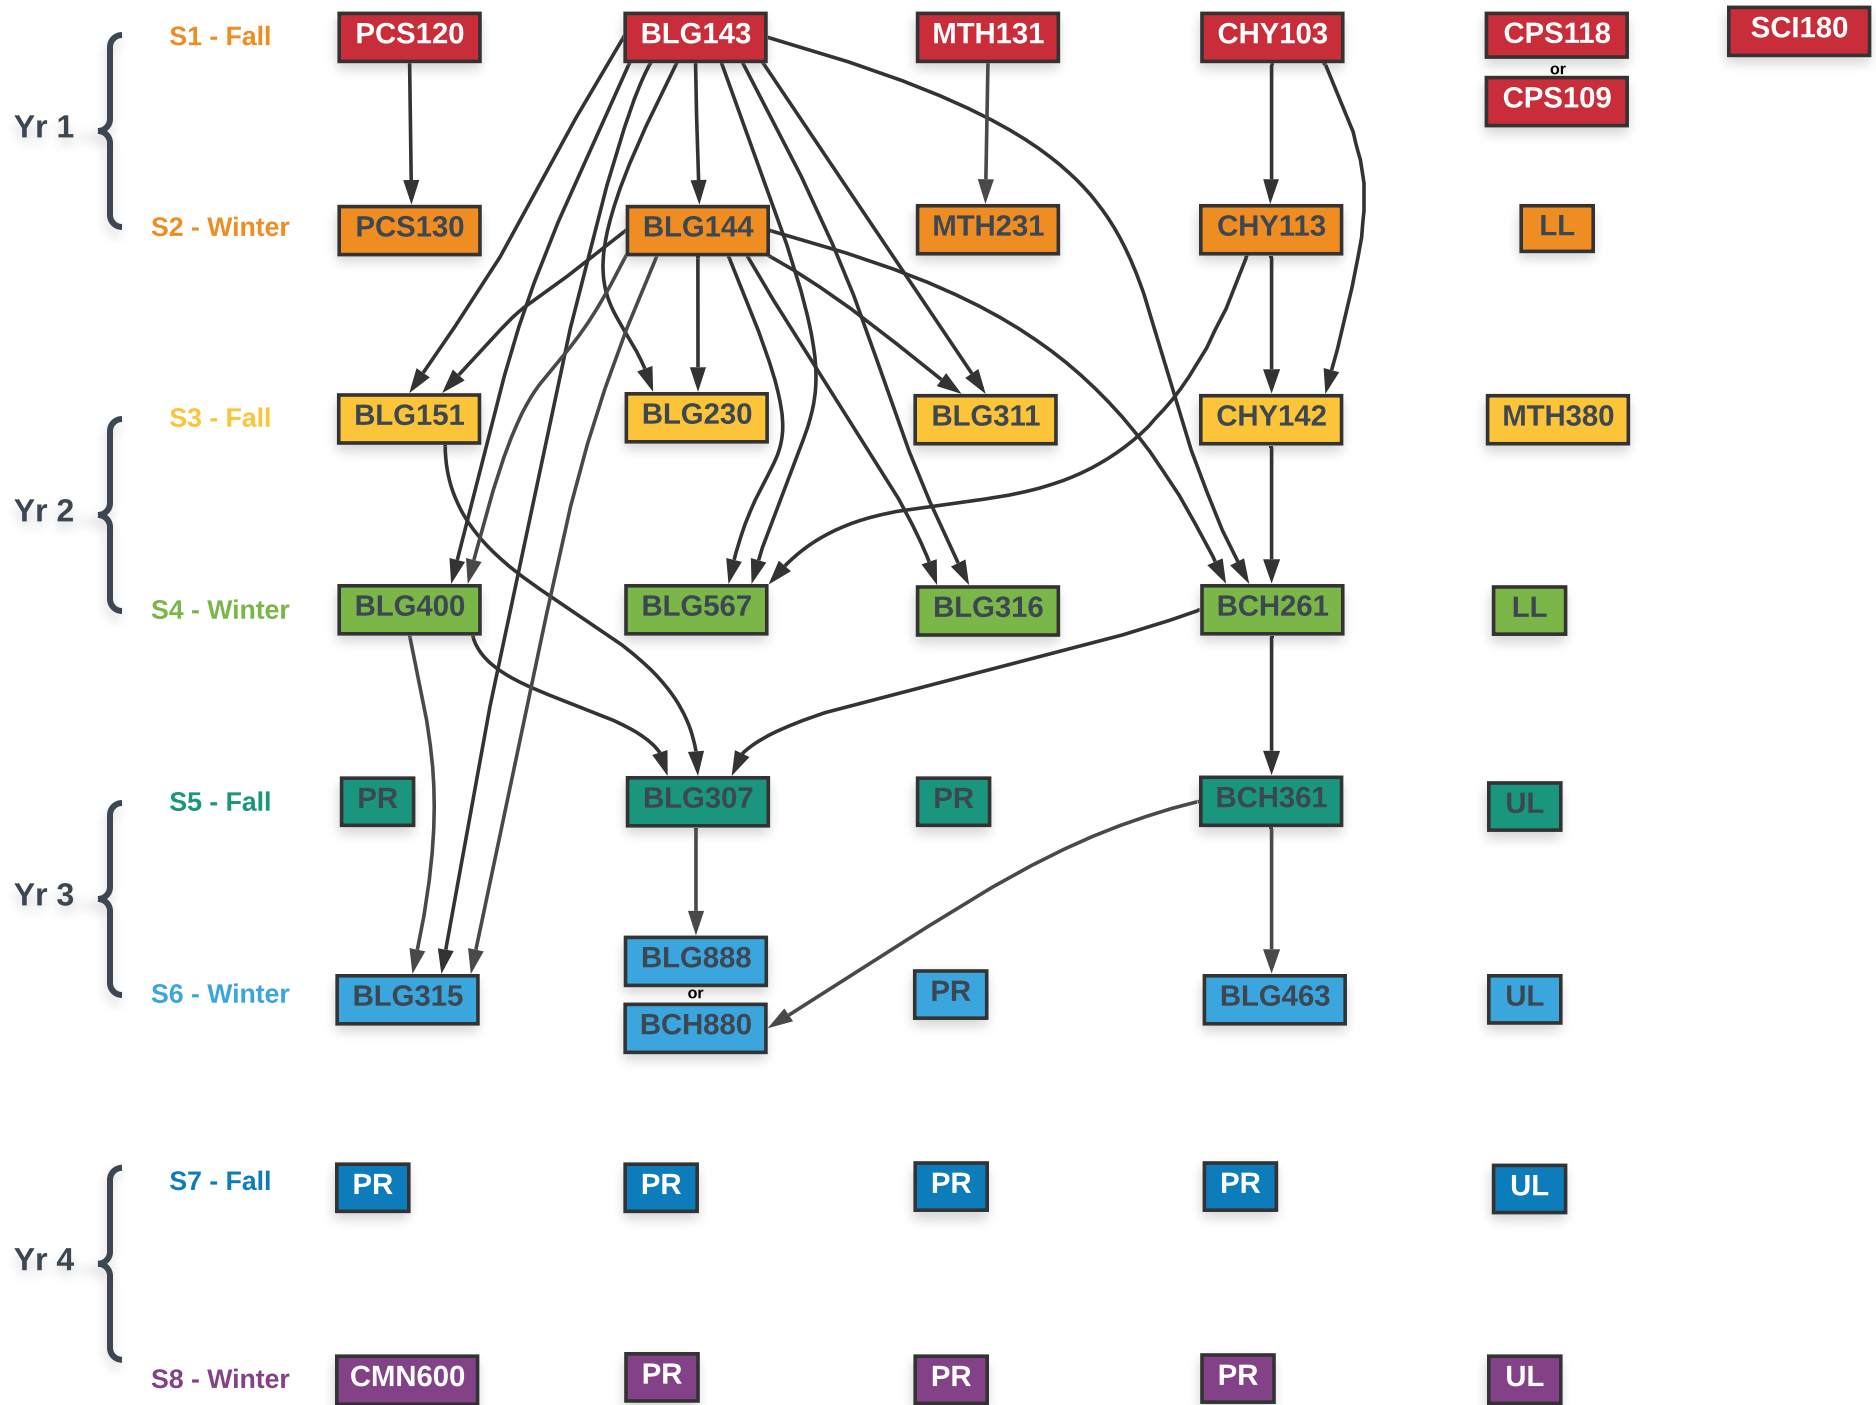 S1 - Fall
PCS120
BLG143
MTH131
CHY103
CPS118
or
CPS109
SCI180
Yr 1
S2 - Winter
PCS130
BLG144
MTH231
CHY113
LL
S3 - Fall
BLG151
BLG230
BLG311
CHY142
MTH380
Yr 2
S4 - Winter
BLG400
BLG567
BLG316
BCH261
LL
S5 - Fall
PR
BLG307
PR
BCH361
UL
Yr 3
S6 - Winter
BLG315
BLG888
or
BCH880
PR
BLG463
UL
S7 - Fall
PR
PR
PR
PR
UL
Yr 4
S8 - Winter
CMN600
PR
PR
PR
UL